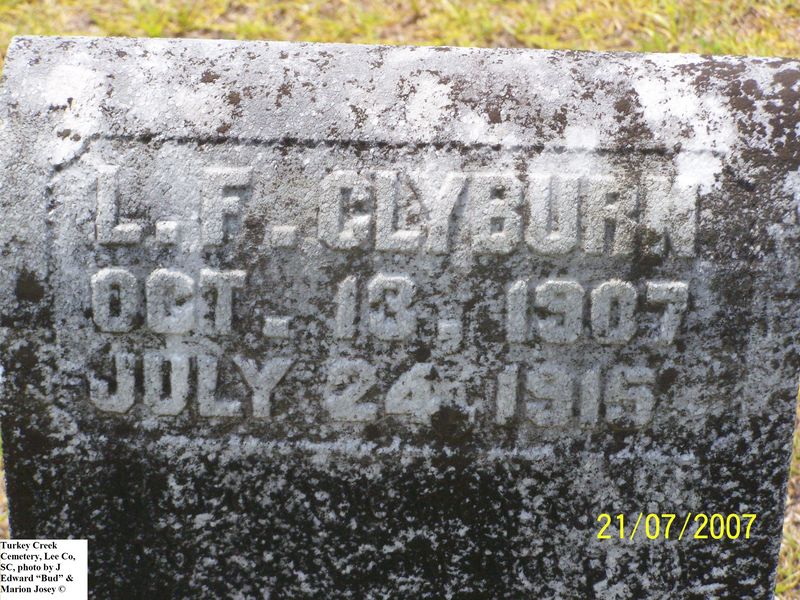 L. F. CLYBURN
OCT. 13, 1907
JULY 24 1915
21/07/2007
Turkey Creek
Cemetery, Lee Co,
SC, photo by J
Edward “Bud” &
Marion Josey ©